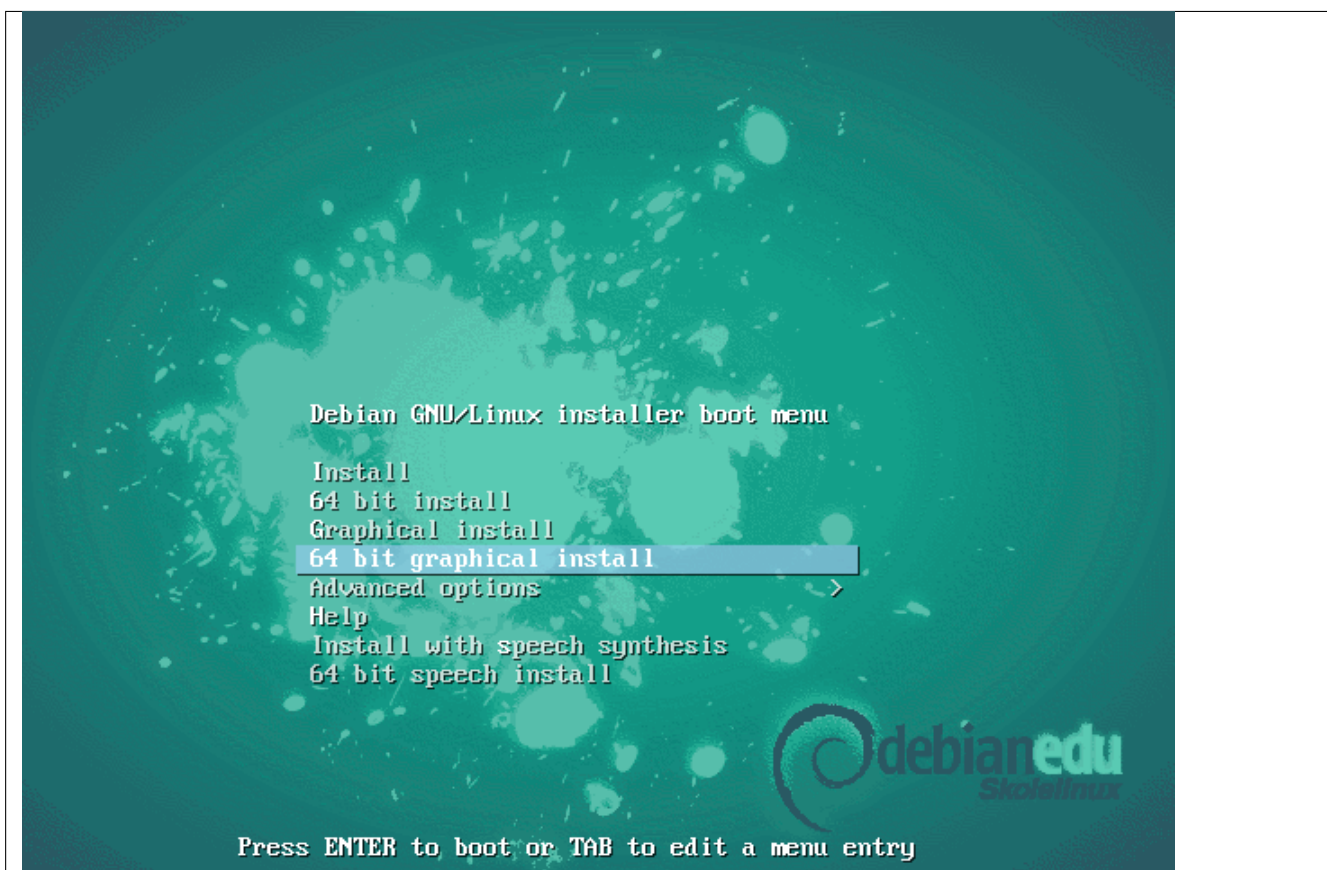 Debian GNU/Linux installer boot menu
Install
64 bit install
Graphical install
64 bit graphical install
Advanced options >
Help
Install with speech synthesis
64 bit speech install
debianedu
Skolelinux
Press ENTER to boot or TAB to edit a menu entry